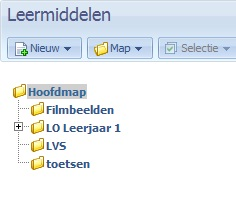 Leermiddelen
Nieuw Map Selectie
Hoofdmap
Filmbeelden
LO Leerjaar 1
LVS
toetsen